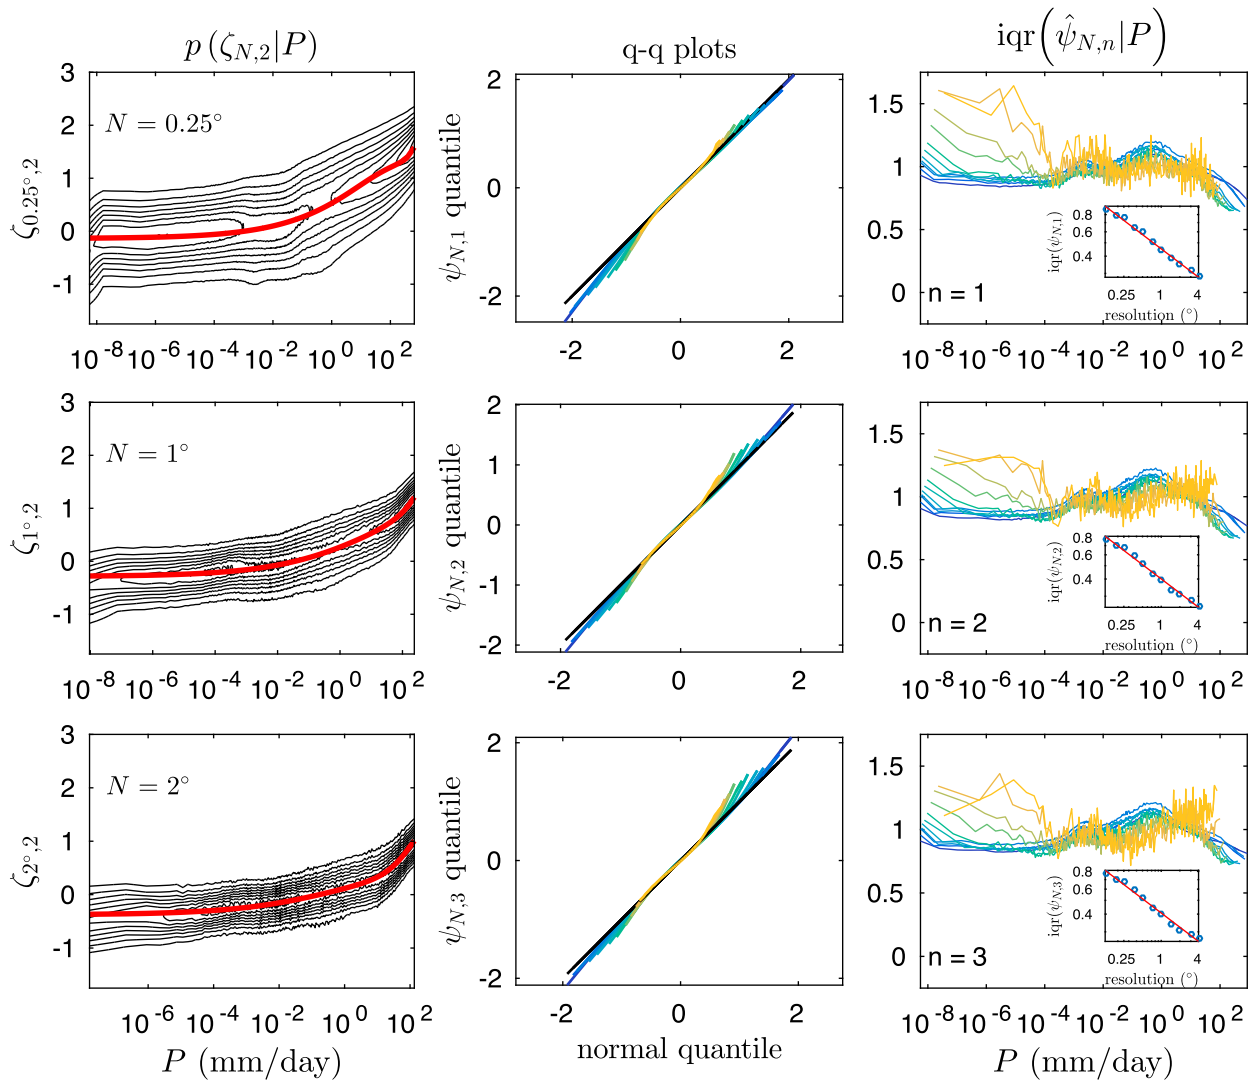 p (ζ_{N,2}|P)
q-q plots
iqr(ψ̂_{N,n}|P)
3
2
1
0
-1
ζ_{0.25°,2}
N = 0.25°
10^-8 10^-6 10^-4 10^-2 10^0 10^2
2
0
-2
ψ_{N,1} quantile
-2 0 2
1.5
1
0.5
0
n = 1
iqr(ψ_{N,1})
0.8
0.6
0.4
0.25 1 4
resolution (°)
10^-8 10^-6 10^-4 10^-2 10^0 10^2
3
2
1
0
-1
ζ_{1°,2}
N = 1°
10^-8 10^-6 10^-4 10^-2 10^0 10^2
2
1
0
-1
-2
ψ_{N,2} quantile
-2 0 2
1.5
1
0.5
0
n = 2
iqr(ψ_{N,2})
0.8
0.4
0.25 1 4
resolution (°)
10^-8 10^-6 10^-4 10^-2 10^0 10^2
3
2
1
0
-1
ζ_{2°,2}
N = 2°
10^-6 10^-4 10^-2 10^0 10^2
P (mm/day)
2
0
-2
ψ_{N,3} quantile
-2 0 2
normal quantile
1.5
1
0.5
0
n = 3
iqr(ψ_{N,3})
0.8
0.4
0.25 1 4
resolution (°)
10^-8 10^-6 10^-4 10^-2 10^0 10^2
P (mm/day)